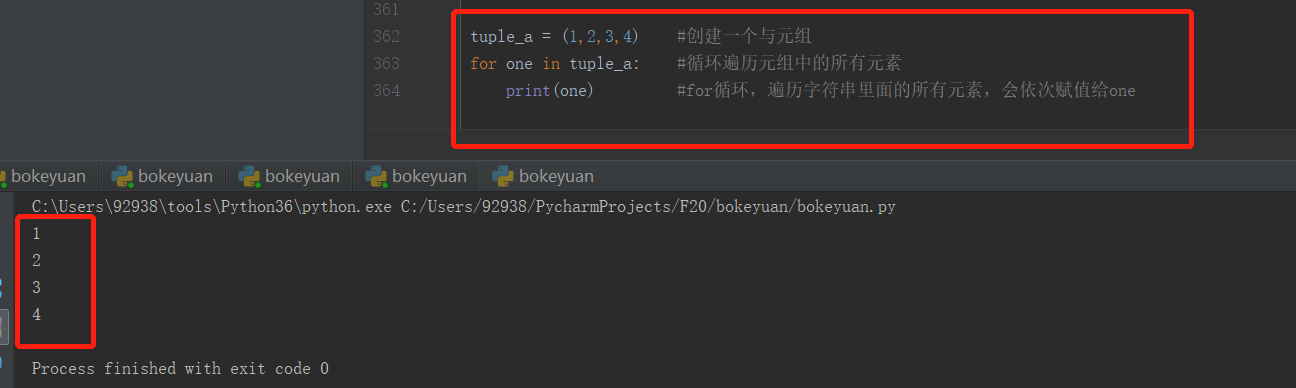 361
362 tuple_a = (1,2,3,4) #创建一个与元组
363 for one in tuple_a: #循环遍历元组中的所有元素
364 print(one) #for循环，遍历字符串里面的所有元素，会依次赋值给one
bokeyuan bokeyuan bokeyuan bokeyuan bokeyuan
C:\Users\92938\tools\Python36\python.exe C:/Users/92938/PycharmProjects/F20/bokeyuan/bokeyuan.py
1
2
3
4
Process finished with exit code 0